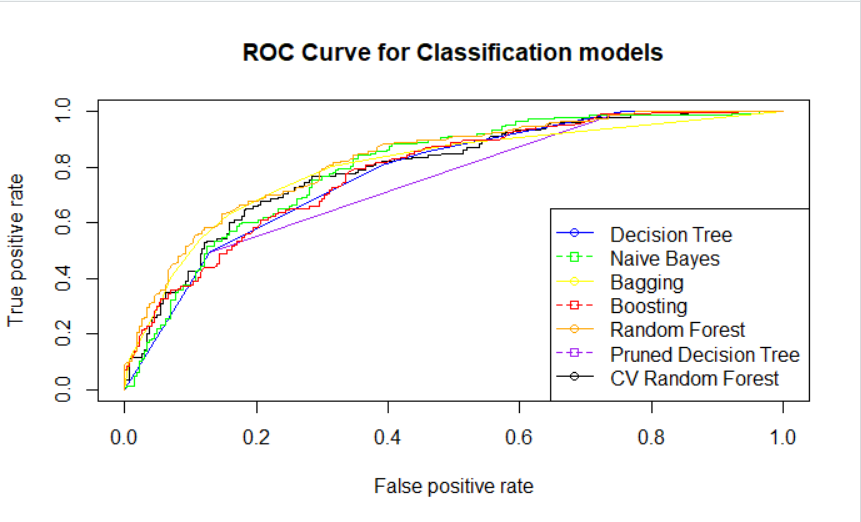 ROC Curve for Classification models
True positive rate
1.0
0.8
0.6
0.4
0.2
0.0
Decision Tree
Naive Bayes
Bagging
Boosting
Random Forest
Pruned Decision Tree
CV Random Forest
0.0 0.2 0.4 0.6 0.8 1.0
False positive rate